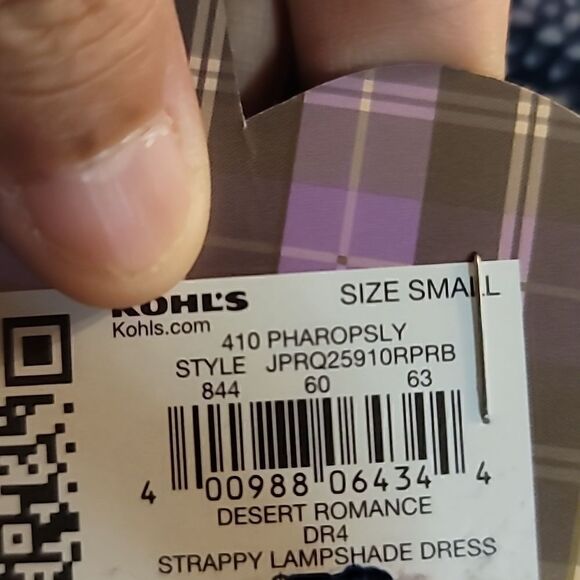 KOHL'S
Kohls.com
SIZE SMALL
410 PHAROPSLY
STYLE JPRQ25910RPRB
844 60 63
4 00988 06434 4
DESERT ROMANCE
DR4
STRAPPY LAMPSHADE DRESS